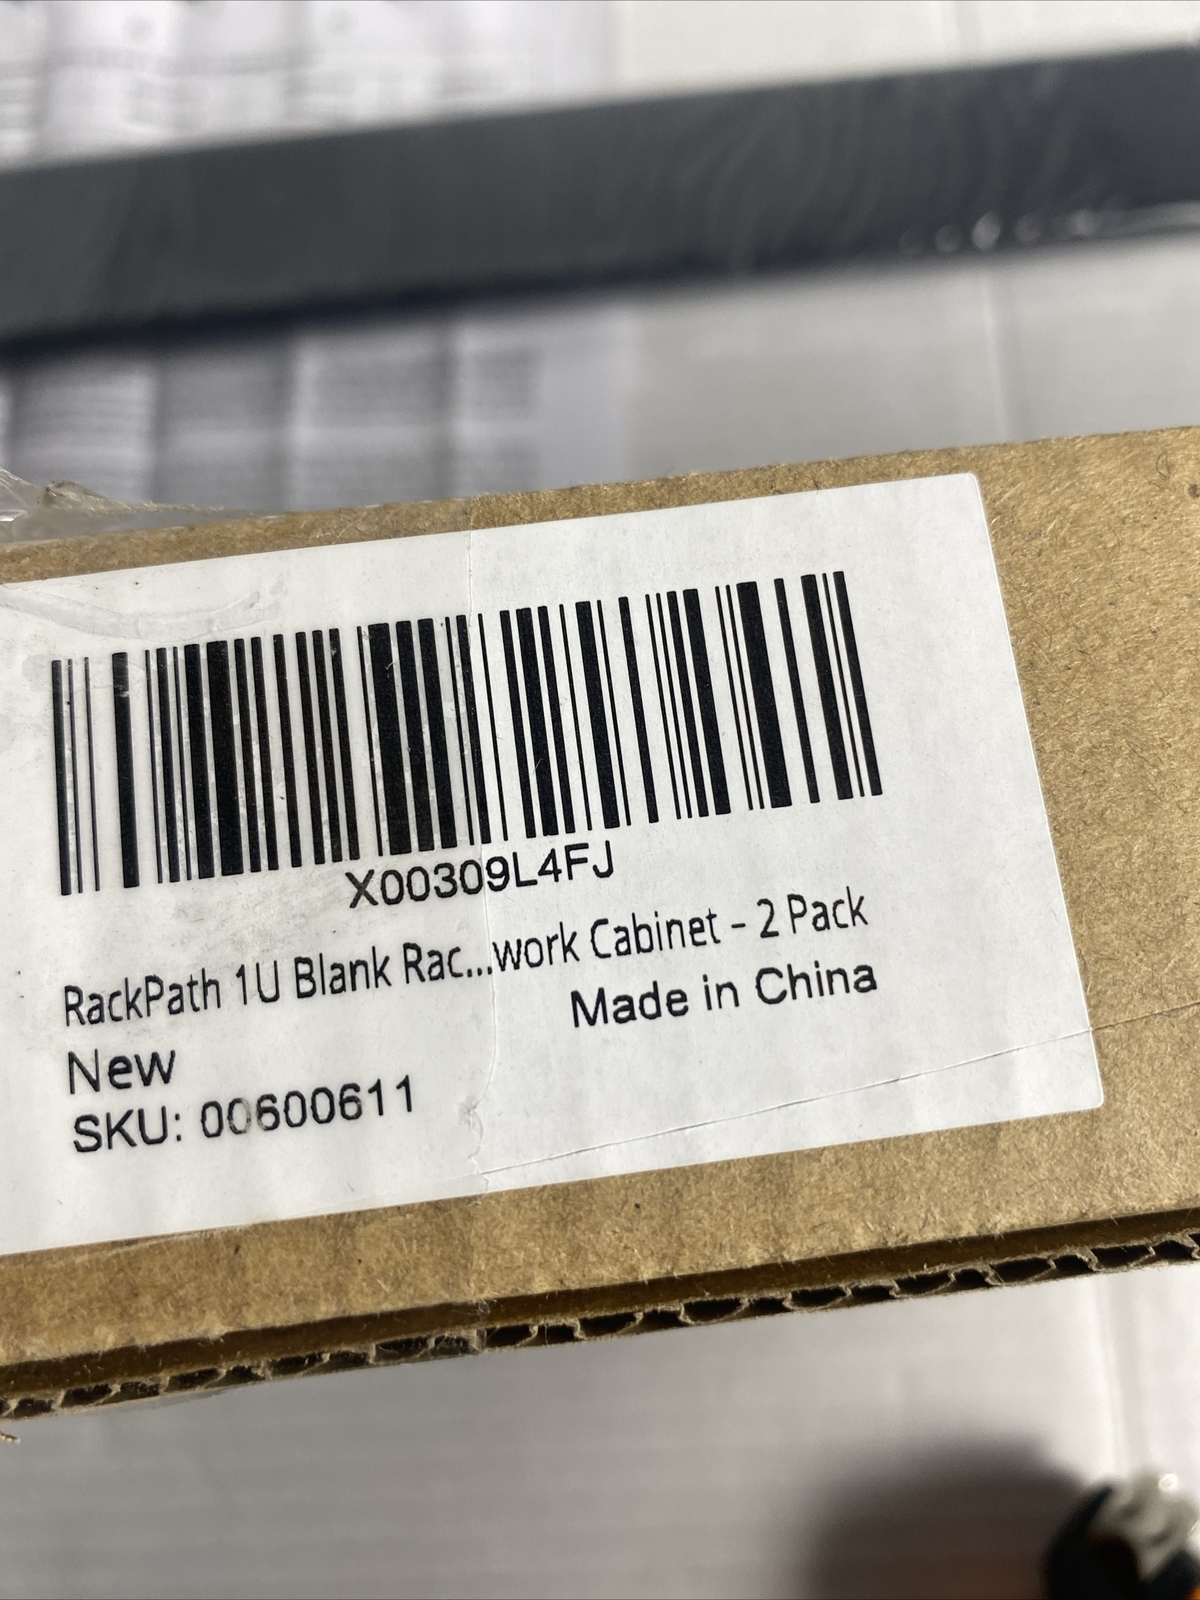 X00309L4FJ
RackPath 1U Blank Rac...work Cabinet - 2 Pack
Made in China
New
SKU: 00600611